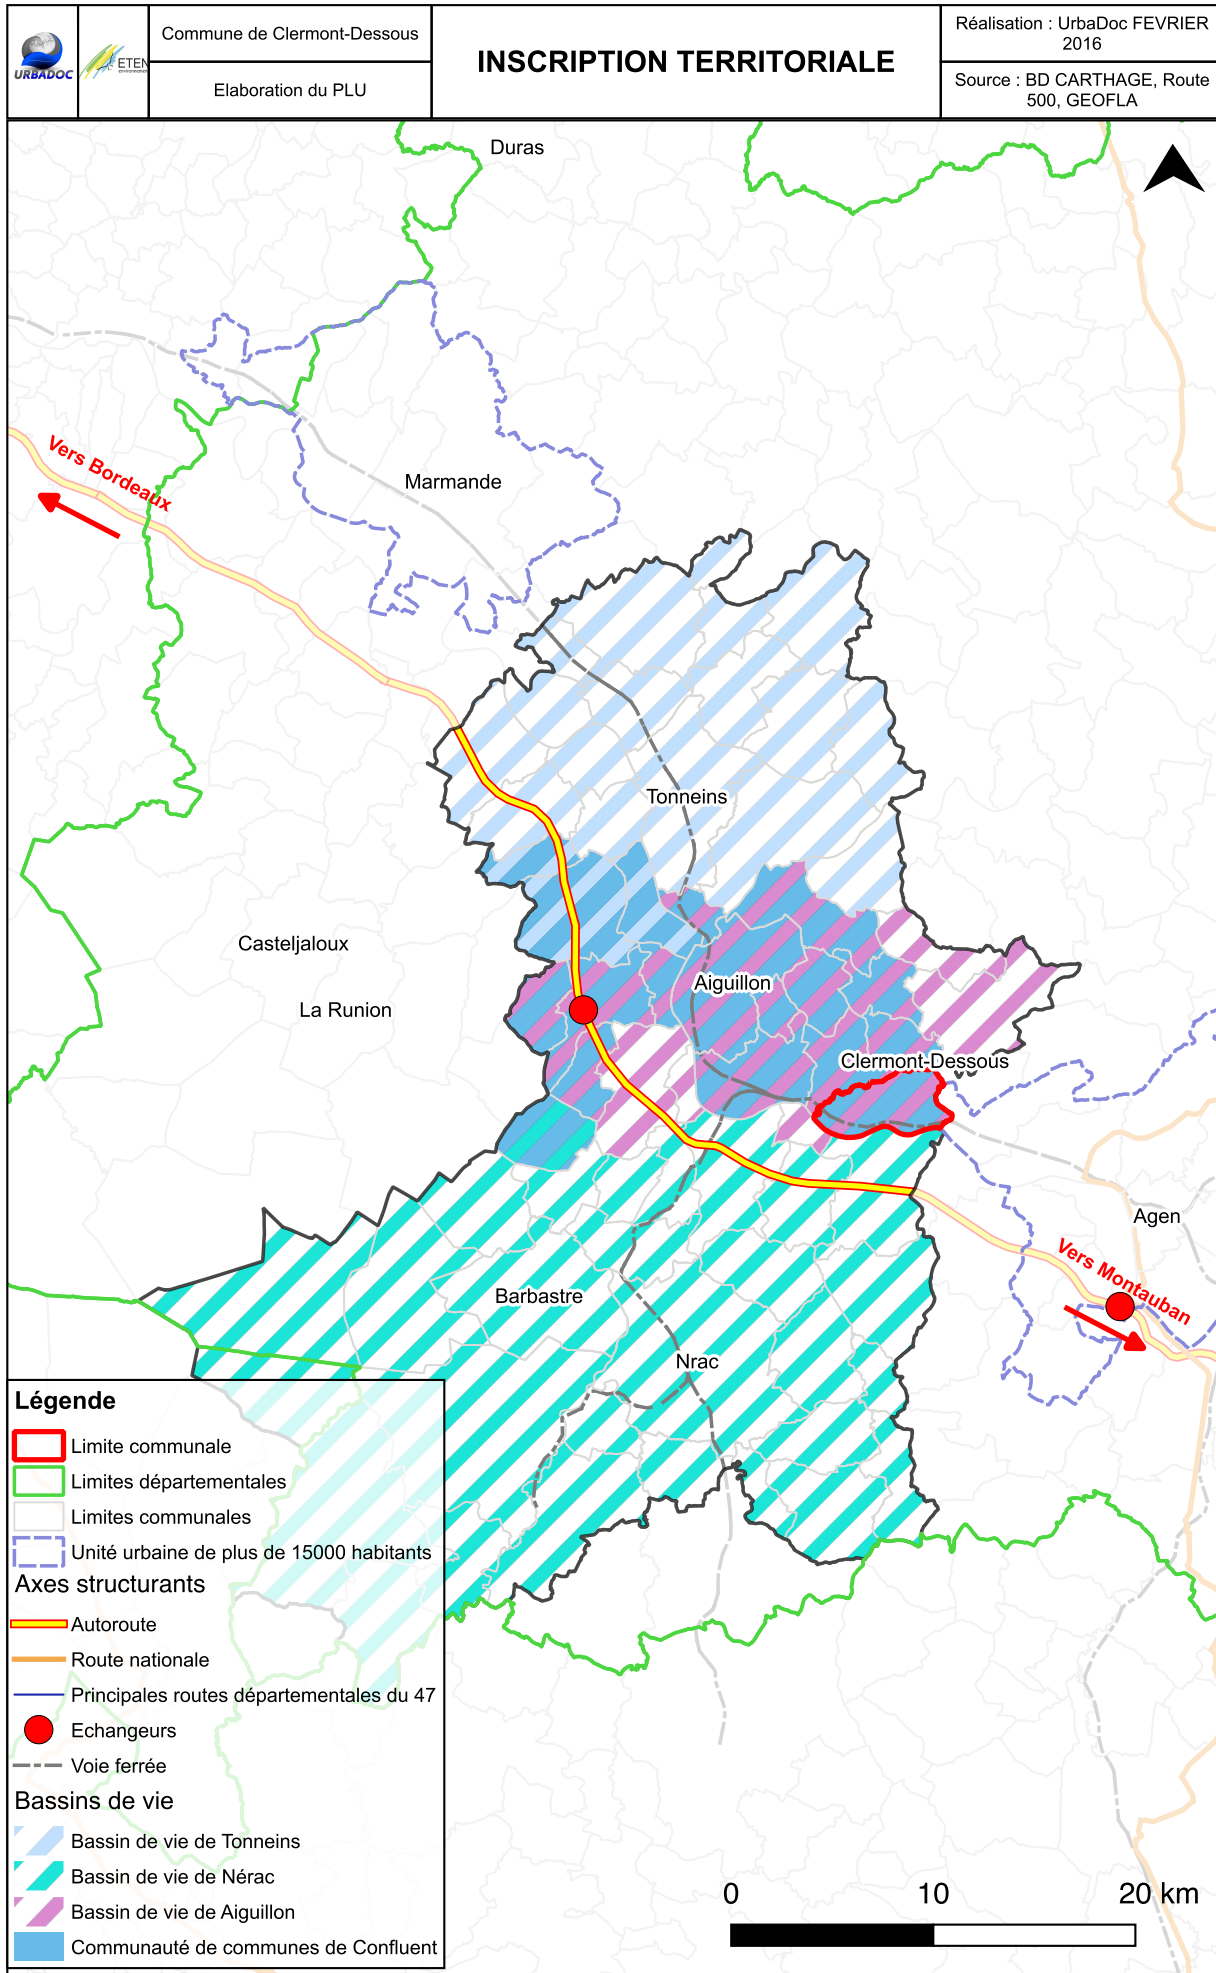 URBADOC
ETEN
environnement
Commune de Clermont-Dessous
Elaboration du PLU
INSCRIPTION TERRITORIALE
Réalisation : UrbaDoc FEVRIER
2016
Source : BD CARTHAGE, Route
500, GEOFLA
Duras
Vers Bordeaux
Marmande
Tonneins
Casteljaloux
La Runion
Aiguillon
Clermont-Dessous
Agen
Vers Montauban
Barbastre
Nrac
Légende
Limite communale
Limites départementales
Limites communales
Unité urbaine de plus de 15000 habitants
Axes structurants
Autoroute
Route nationale
Principales routes départementales du 47
Echangeurs
Voie ferrée
Bassins de vie
Bassin de vie de Tonneins
Bassin de vie de Nérac
Bassin de vie de Aiguillon
Communauté de communes de Confluent
0 10 20 km